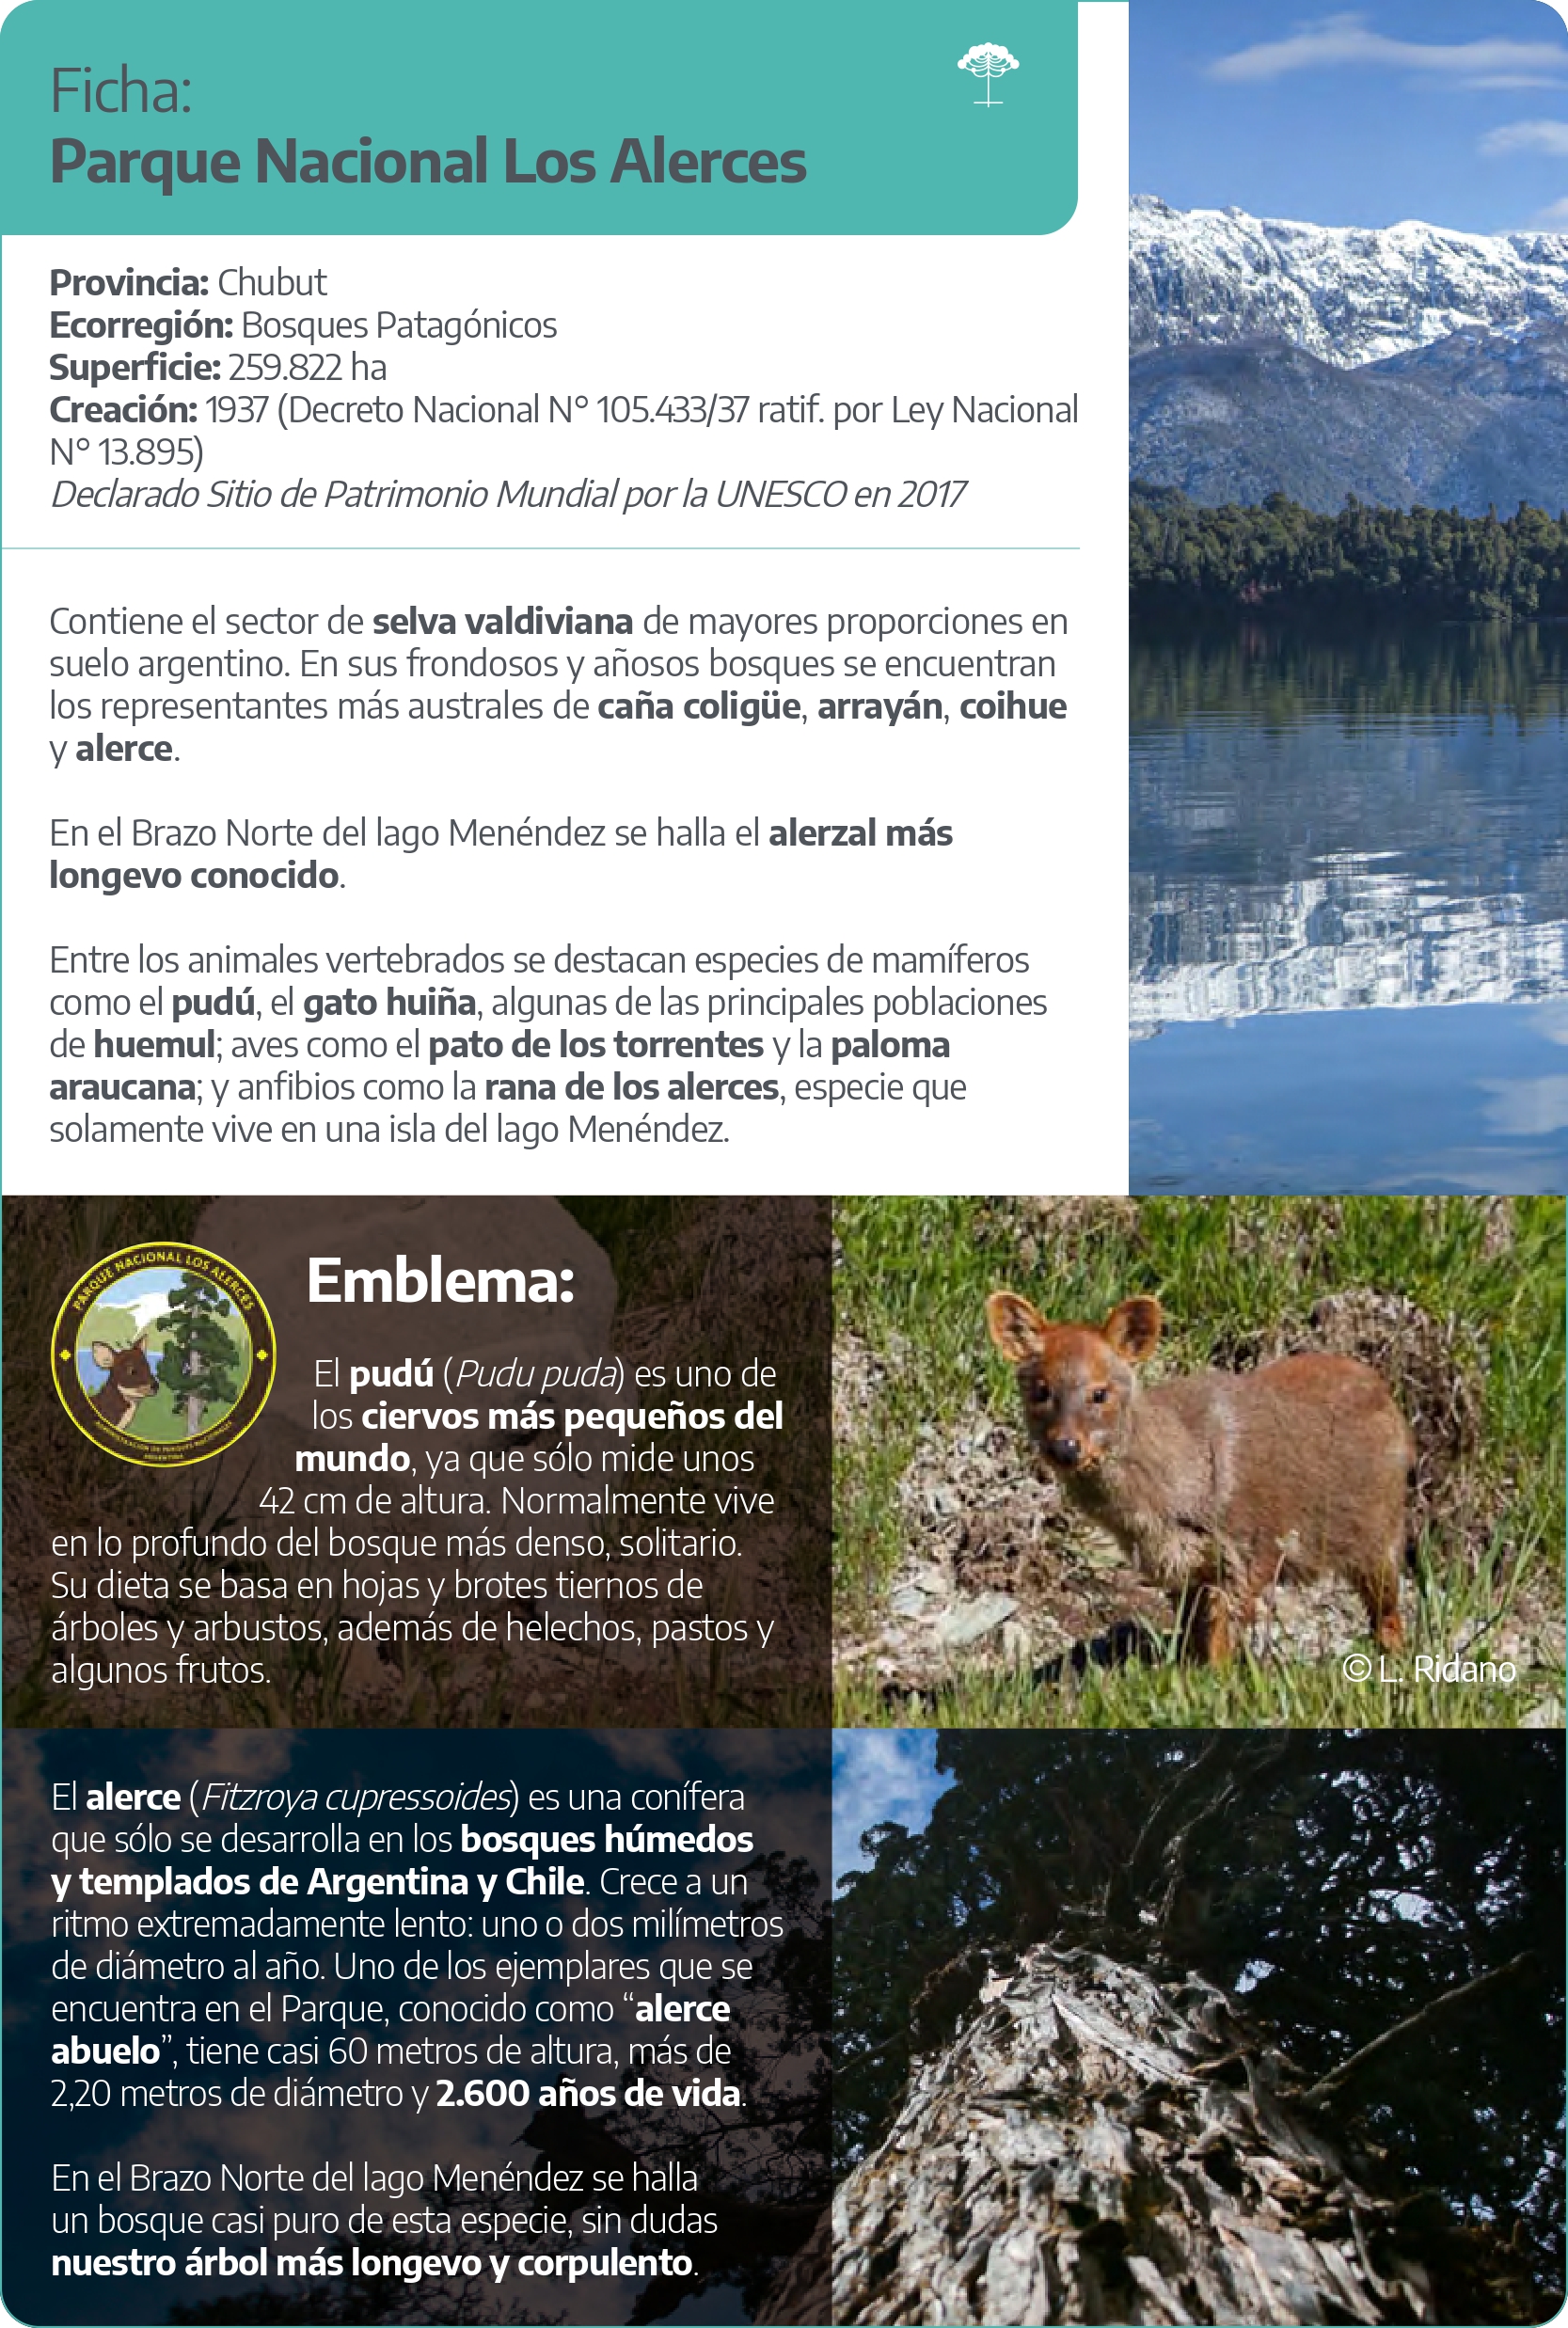 Ficha:
Parque Nacional Los Alerces
Provincia: Chubut
Ecorregión: Bosques Patagónicos
Superficie: 259.822 ha
Creación: 1937 (Decreto Nacional N° 105.433/37 ratif. por Ley Nacional
N° 13.895)
Declarado Sitio de Patrimonio Mundial por la UNESCO en 2017
Contiene el sector de selva valdiviana de mayores proporciones en
suelo argentino. En sus frondosos y añosos bosques se encuentran
los representantes más australes de caña coligüe, arrayán, coihue
y alerce.
En el Brazo Norte del lago Menéndez se halla el alerzal más
longevo conocido.
Entre los animales vertebrados se destacan especies de mamíferos
como el pudú, el gato huiña, algunas de las principales poblaciones
de huemul; aves como el pato de los torrentes y la paloma
araucana; y anfibios como la rana de los alerces, especie que
solamente vive en una isla del lago Menéndez.
PARQUE NACIONAL LOS ALERCES
ADMINISTRACIÓN DE PARQUES NACIONALES
ARGENTINA
Emblema:
El pudú (Pudu puda) es uno de
los ciervos más pequeños del
mundo, ya que sólo mide unos
42 cm de altura. Normalmente vive
en lo profundo del bosque más denso, solitario.
Su dieta se basa en hojas y brotes tiernos de
árboles y arbustos, además de helechos, pastos y
algunos frutos.
© L. Ridano
El alerce (Fitzroya cupressoides) es una conífera
que sólo se desarrolla en los bosques húmedos
y templados de Argentina y Chile. Crece a un
ritmo extremadamente lento: uno o dos milímetros
de diámetro al año. Uno de los ejemplares que se
encuentra en el Parque, conocido como “alerce
abuelo”, tiene casi 60 metros de altura, más de
2,20 metros de diámetro y 2.600 años de vida.
En el Brazo Norte del lago Menéndez se halla
un bosque casi puro de esta especie, sin dudas
nuestro árbol más longevo y corpulento.